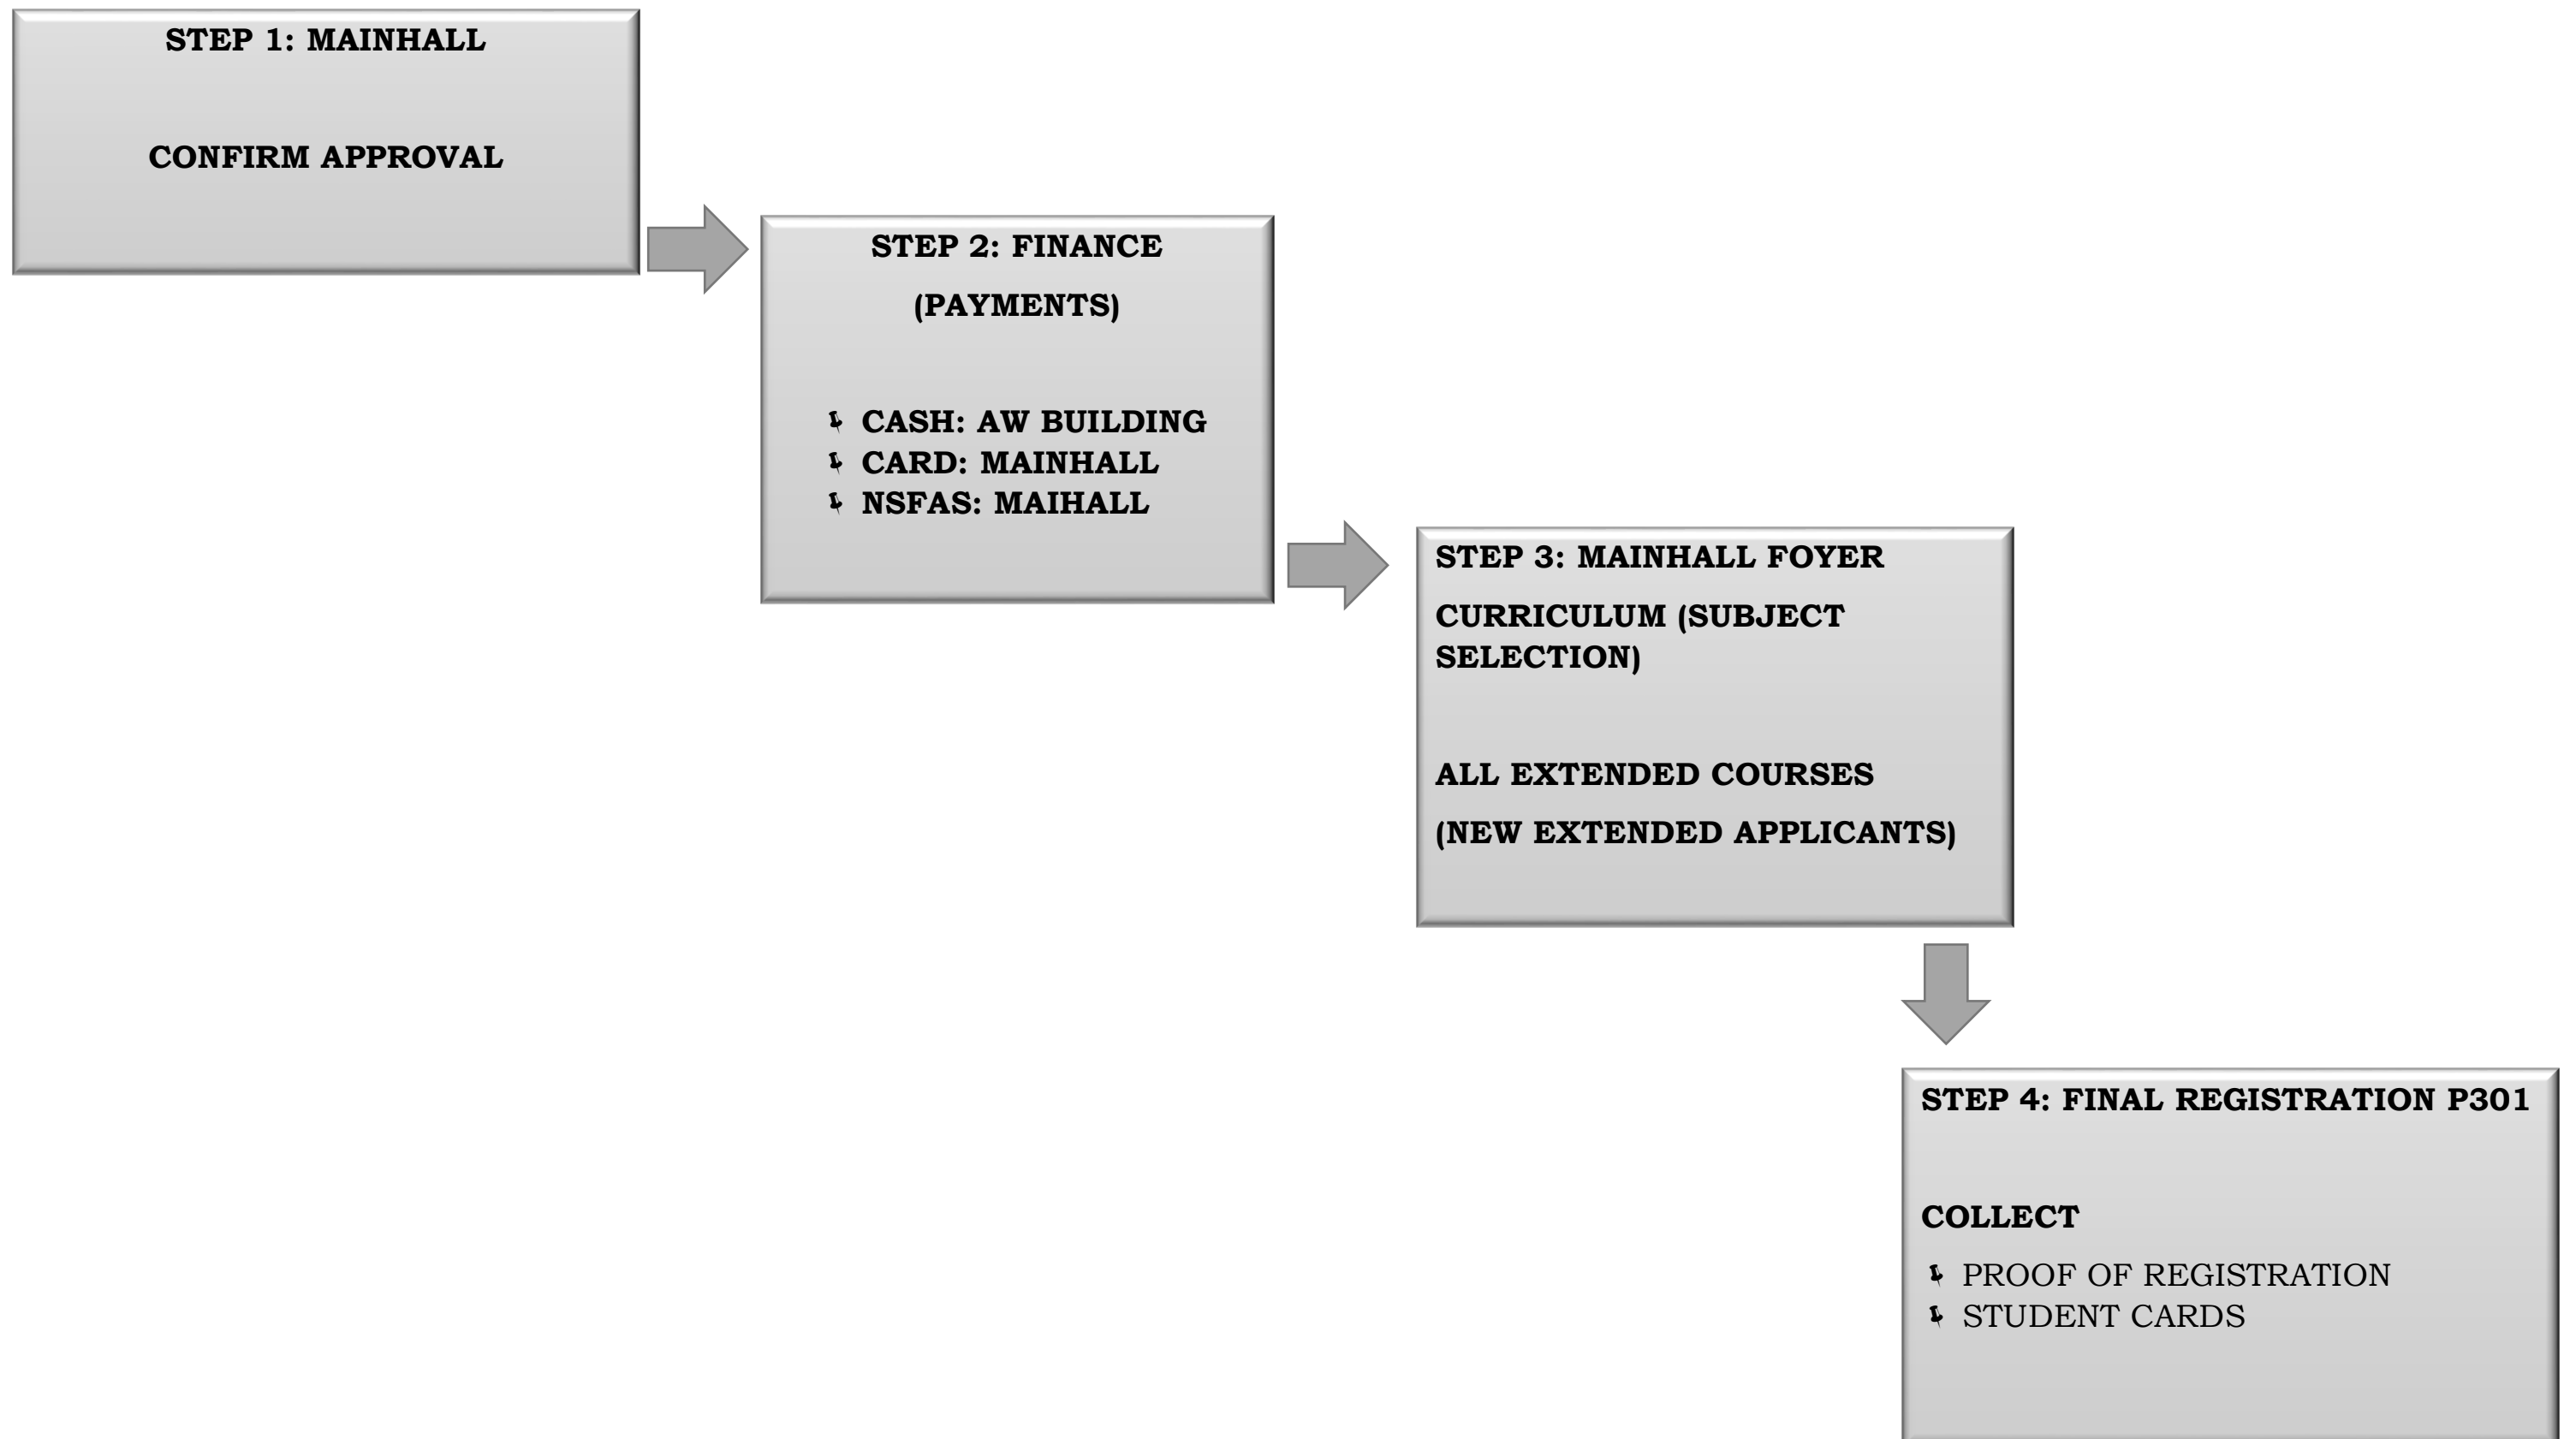 STEP 1: MAINHALL
CONFIRM APPROVAL
STEP 2: FINANCE
(PAYMENTS)
CASH: AW BUILDING
CARD: MAINHALL
NSFAS: MAIHALL
STEP 3: MAINHALL FOYER
CURRICULUM (SUBJECT
SELECTION)
ALL EXTENDED COURSES
(NEW EXTENDED APPLICANTS)
STEP 4: FINAL REGISTRATION P301
COLLECT
PROOF OF REGISTRATION
STUDENT CARDS